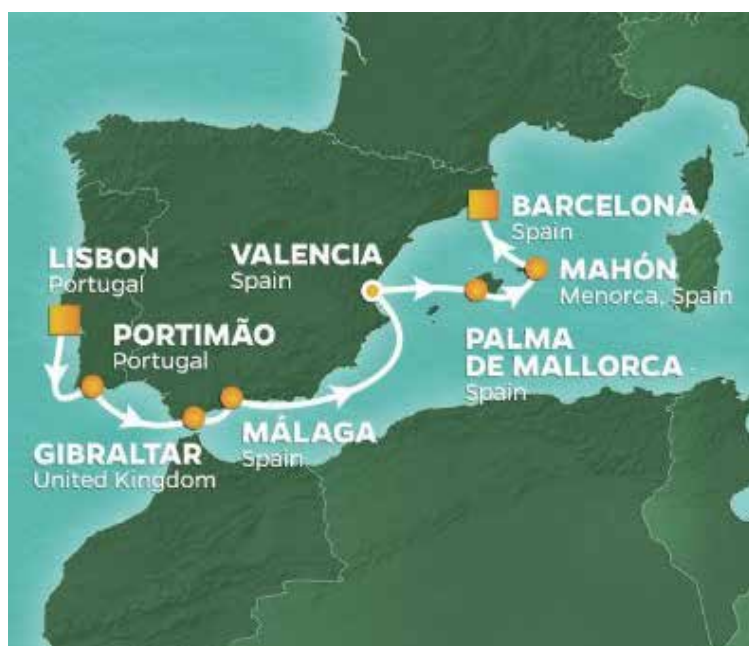 LISBON
Portugal
PORTIMÃO
Portugal
GIBRALTAR
United Kingdom
MÁLAGA
Spain
VALENCIA
Spain
PALMA
DE MALLORCA
Spain
MAHÓN
Menorca, Spain
BARCELONA
Spain